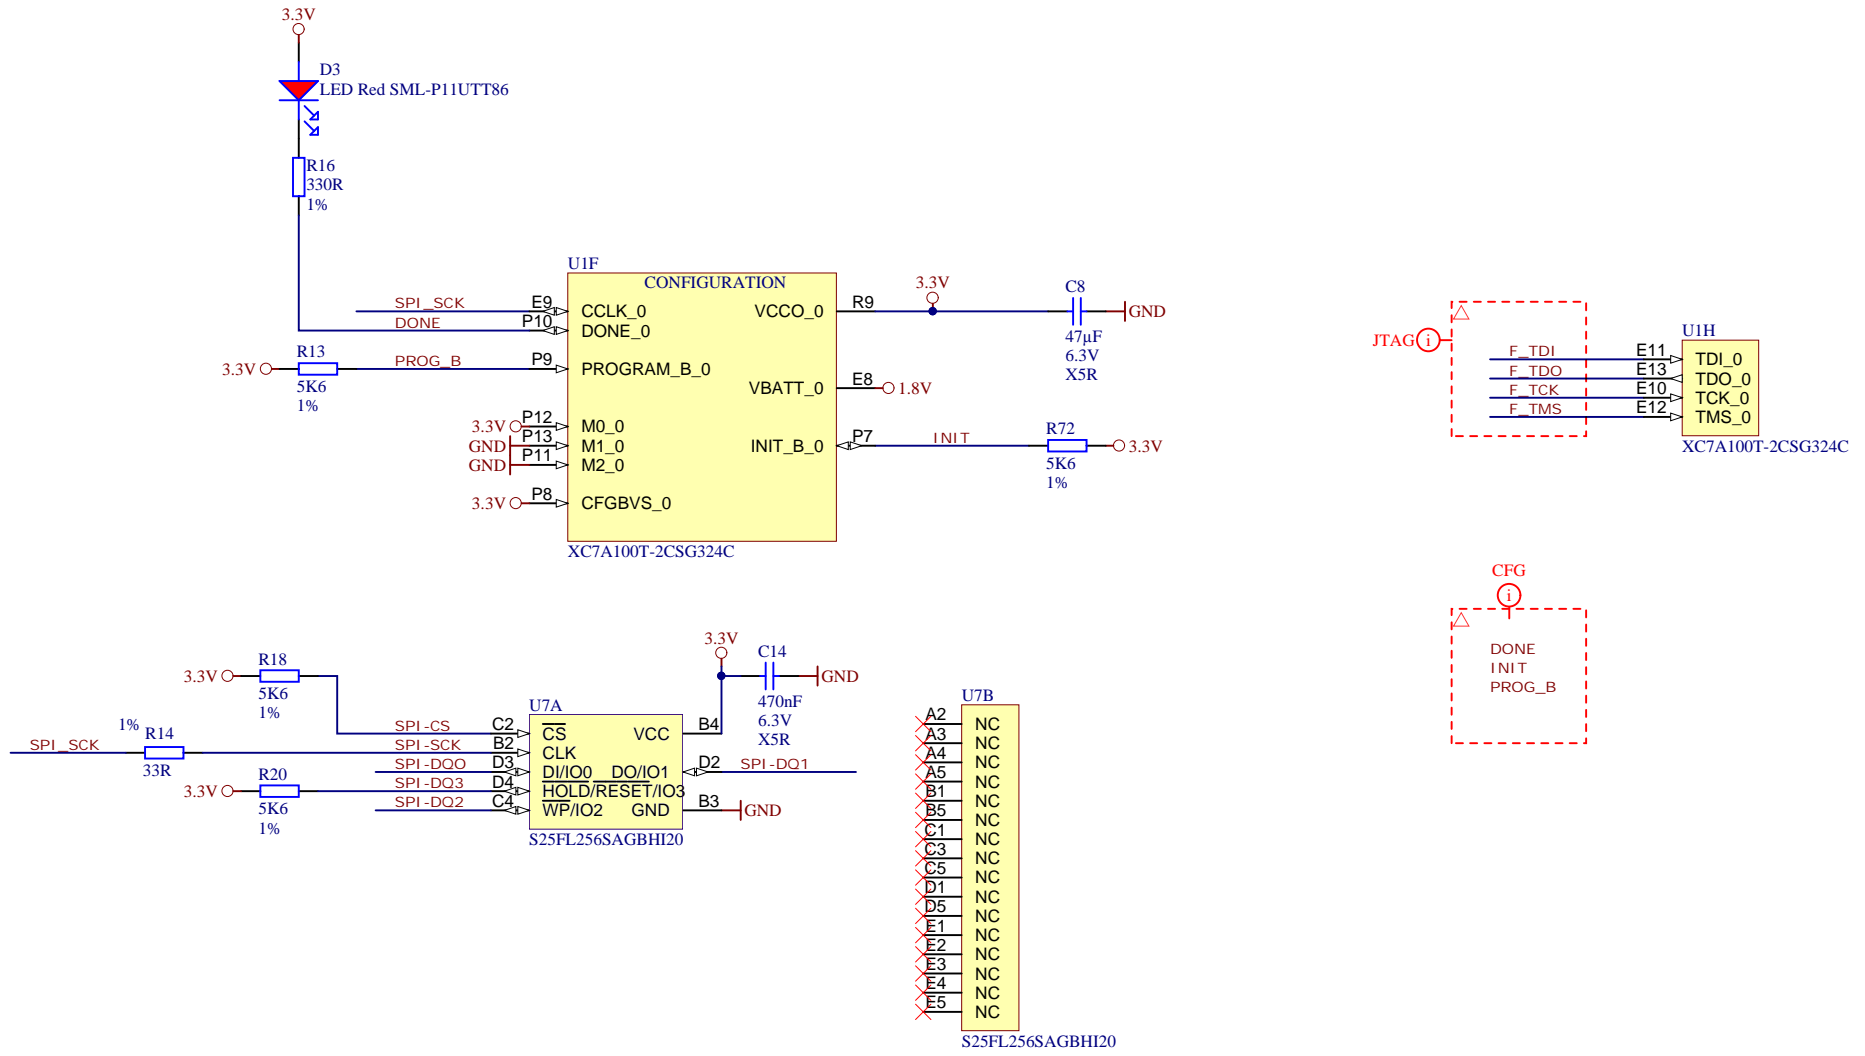 3.3V
D3
LED Red SML-P11UTT86
R16
330R
1%
U1F
CONFIGURATION
SPI_SCK
E9
CCLK_0
DONE
P10
DONE_0
R13
3.3V
PROG_B
P9
PROGRAM_B_0
5K6
1%
3.3V
P12
M0_0
GND
P13
M1_0
GND
P11
M2_0
3.3V
P8
CFGBVS_0
VCCO_0
R9
3.3V
C8
GND
47µF
6.3V
X5R
VBATT_0
E8
1.8V
INIT_B_0
P7
INIT
R72
3.3V
5K6
1%
XC7A100T-2CSG324C
JTAG
i
U1H
F_TDI
E11
TDI_0
F_TDO
E13
TDO_0
F_TCK
E10
TCK_0
F_TMS
E12
TMS_0
XC7A100T-2CSG324C
CFG
i
DONE
INIT
PROG_B
3.3V
R18
5K6
1%
1%
R14
SPI_SCK
33R
3.3V
R20
5K6
1%
U7A
SPI-CS
C2
CS
SPI-SCK
B2
CLK
SPI-DQ0
D3
DI/IO0
SPI-DQ3
D4
HOLD/RESET/IO3
SPI-DQ2
C4
WP/IO2
VCC
B4
3.3V
C14
GND
470nF
6.3V
X5R
DO/IO1
D2
SPI-DQ1
GND
B3
GND
S25FL256SAGBHI20
U7B
A2 NC
A3 NC
A4 NC
A5 NC
B1 NC
B5 NC
C1 NC
C3 NC
C5 NC
D1 NC
D5 NC
E1 NC
E2 NC
E3 NC
E4 NC
E5 NC
S25FL256SAGBHI20